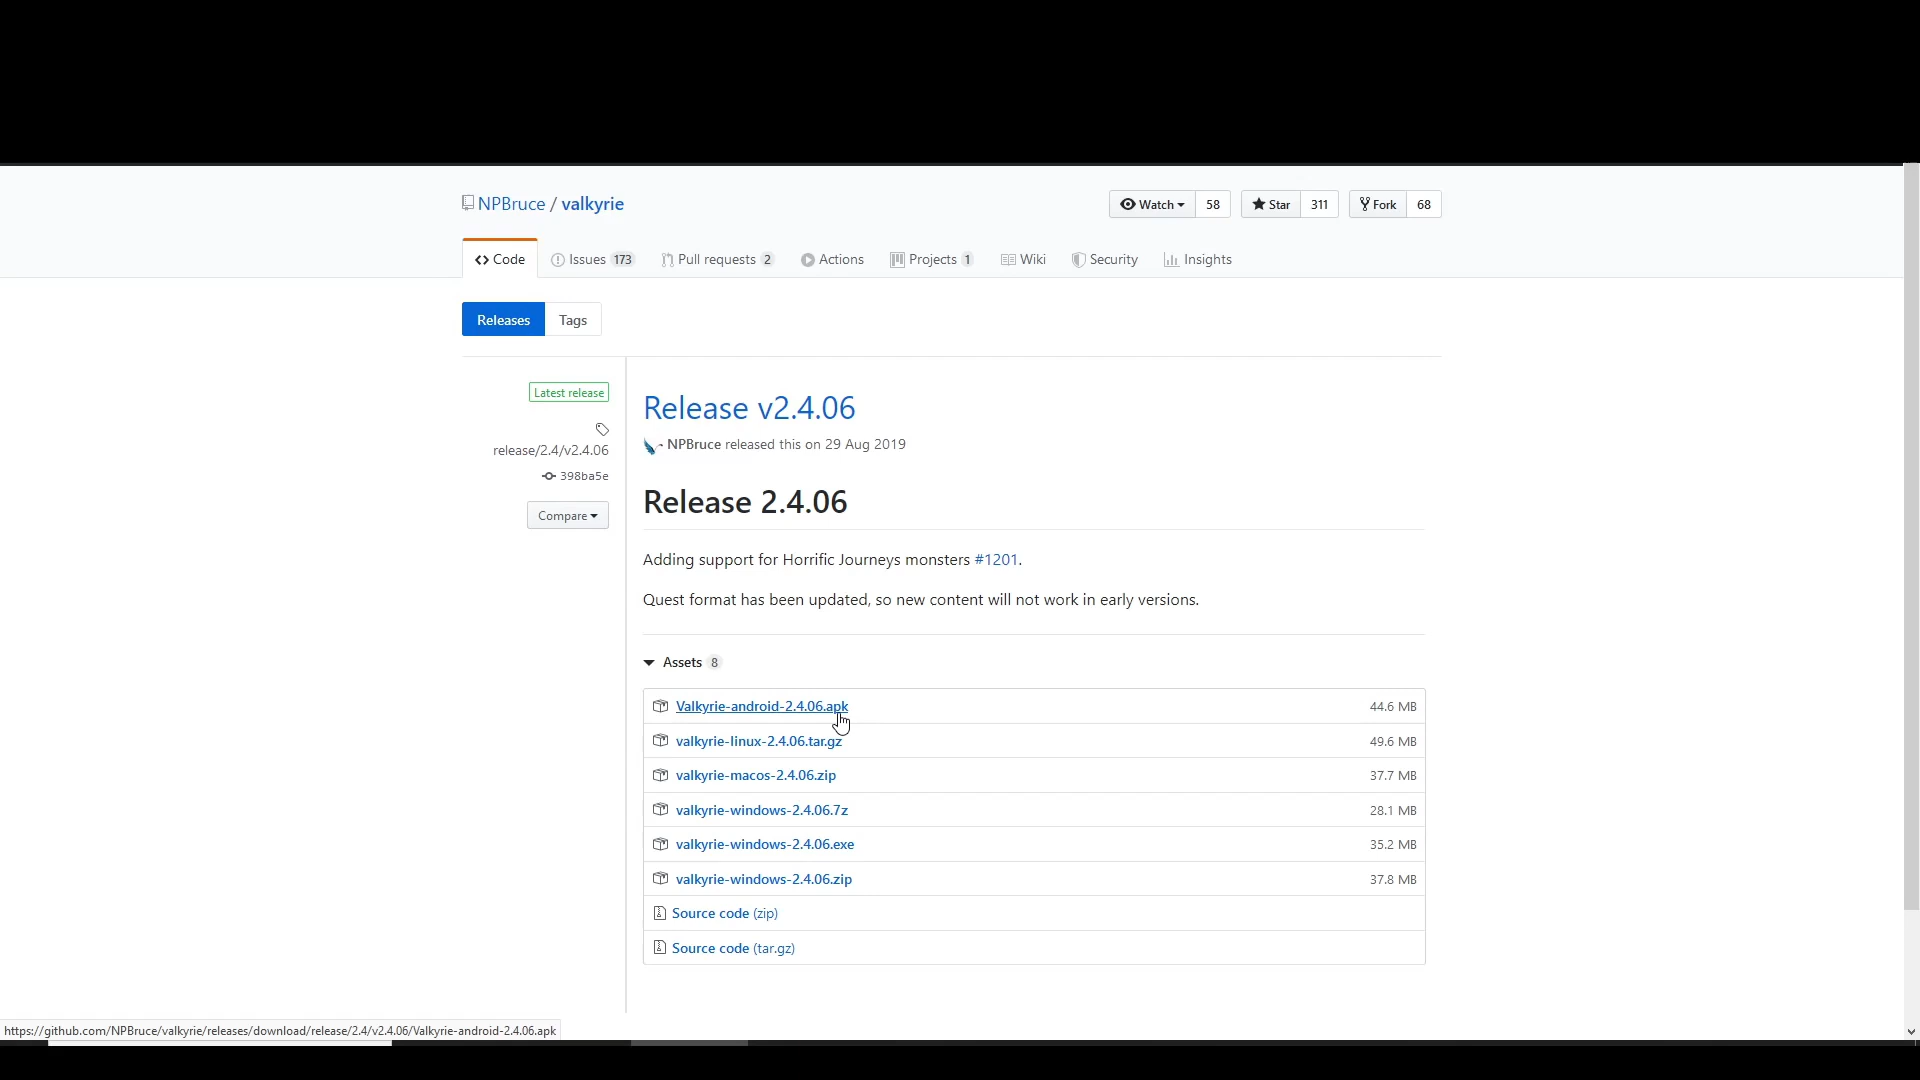 NPBruce / valkyrie
Watch 58 Star 311 Fork 68
Code Issues 173 Pull requests 2 Actions Projects 1 Wiki Security Insights
Releases Tags
Latest release
release/2.4/v2.4.06
398ba5e
Compare
Release v2.4.06
NPBruce released this on 29 Aug 2019
Release 2.4.06
Adding support for Horrific Journeys monsters #1201.
Quest format has been updated, so new content will not work in early versions.
Assets 8
Valkyrie-android-2.4.06.apk 44.6 MB
valkyrie-linux-2.4.06.tar.gz 49.6 MB
valkyrie-macos-2.4.06.zip 37.7 MB
valkyrie-windows-2.4.06.7z 28.1 MB
valkyrie-windows-2.4.06.exe 35.2 MB
valkyrie-windows-2.4.06.zip 37.8 MB
Source code (zip)
Source code (tar.gz)
https://github.com/NPBruce/valkyrie/releases/download/release/2.4/v2.4.06/Valkyrie-android-2.4.06.apk